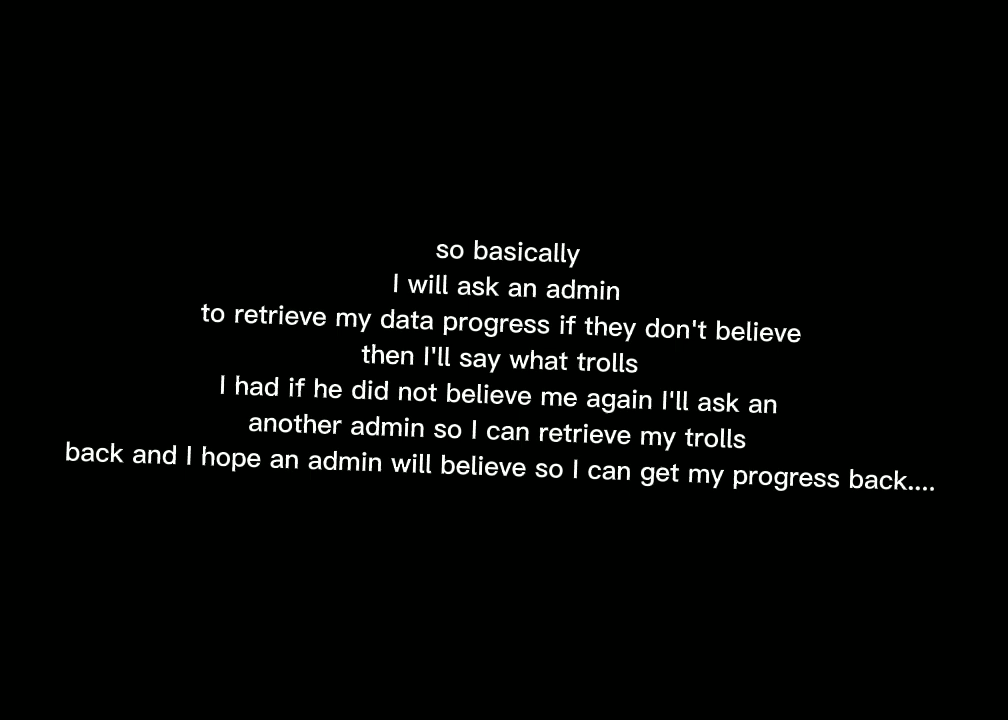 so basically
I will ask an admin
to retrieve my data progress if they don't believe
then I'll say what trolls
I had if he did not believe me again I'll ask an
another admin so I can retrieve my trolls
back and I hope an admin will believe so I can get my progress back....